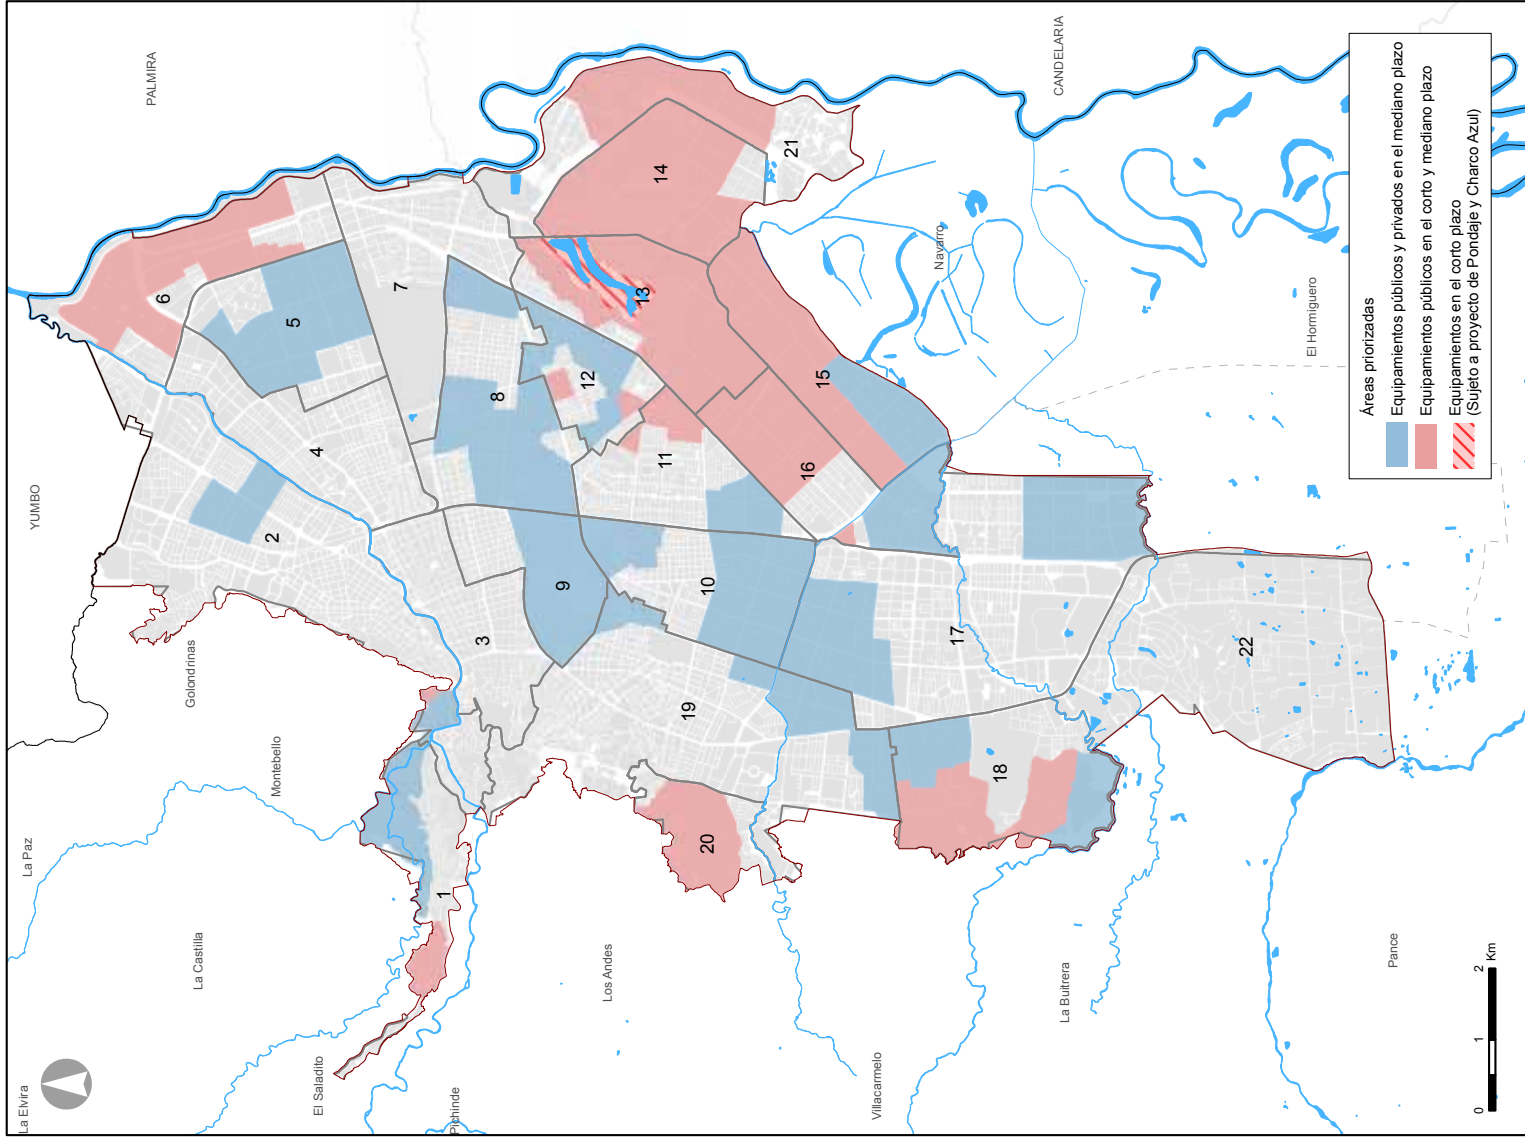 PALMIRA
CANDELARIA
YUMBO
Golondrinas
Montebello
La Paz
La Castilla
La Elvira
El Saladito
Pichinde
Los Andes
Villacarmelo
La Buitrera
Pance
El Hormiguero
Navarro
1
2
3
4
5
6
7
8
9
10
11
12
13
14
15
16
17
18
19
20
21
22
Áreas priorizadas
Equipamientos públicos y privados en el mediano plazo
Equipamientos públicos en el corto y mediano plazo
Equipamientos en el corto plazo
(Sujeto a proyecto de Pondaje y Charco Azul)
0 1 2
Km